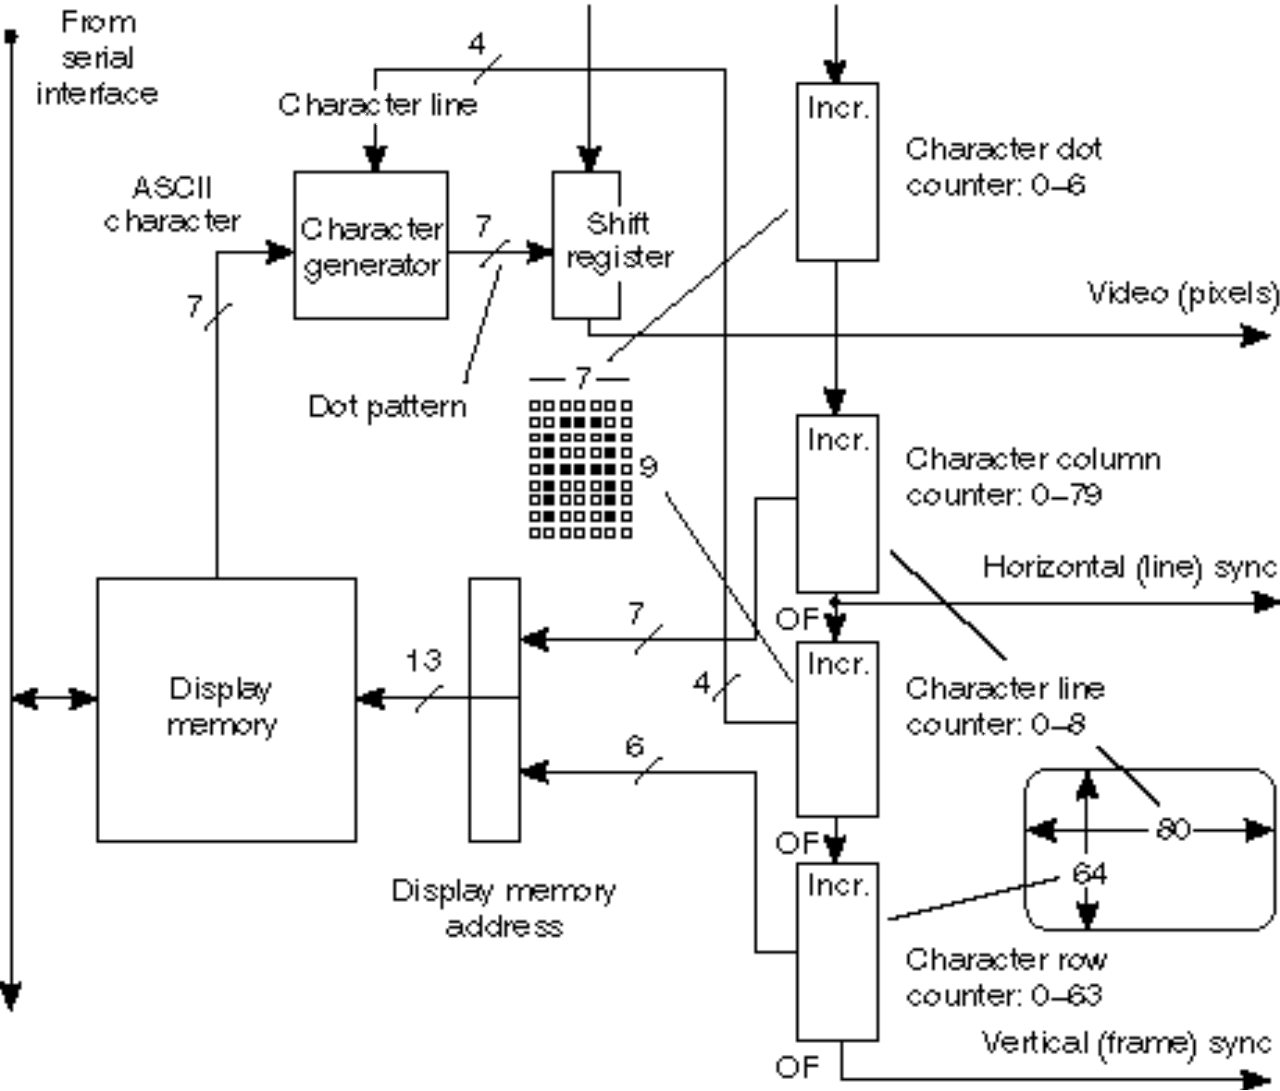 From
serial
interface
4
Character line
Incr.
Character dot
counter: 0–6
ASCII
character
Character
generator
7
Shift
register
7
Video (pixels)
Dot pattern
7
9
Incr.
Character column
counter: 0–79
Horizontal (line) sync
OF
7
Incr.
13
4
Display
memory
Character line
counter: 0–8
6
80
OF
64
Incr.
Display memory
address
Character row
counter: 0–63
Vertical (frame) sync
OF